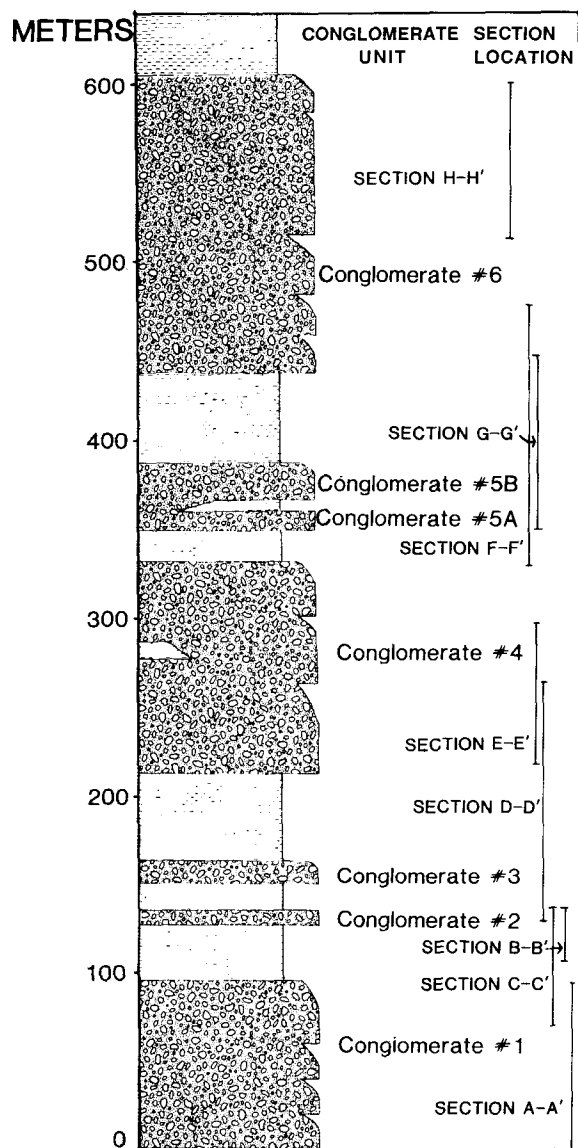 METERS
CONGLOMERATE UNIT
SECTION LOCATION
600
SECTION H-H'
500
Conglomerate #6
400
SECTION G-G'
Conglomerate #5B
Conglomerate #5A
SECTION F-F'
300
Conglomerate #4
SECTION E-E'
200
SECTION D-D'
Conglomerate #3
Conglomerate #2
SECTION B-B'
100
SECTION C-C'
Conglomerate #1
SECTION A-A'
0